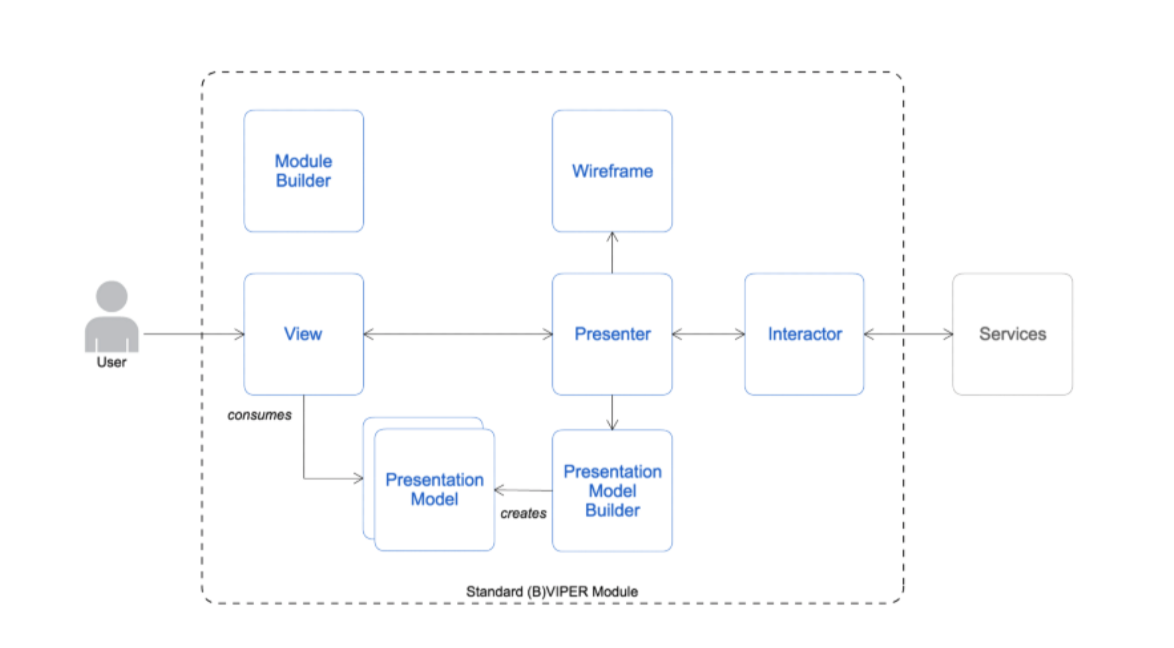 Module
Builder
Wireframe
User
View
Presenter
Interactor
Services
consumes
Presentation
Model
creates
Presentation
Model
Builder
Standard (B)VIPER Module